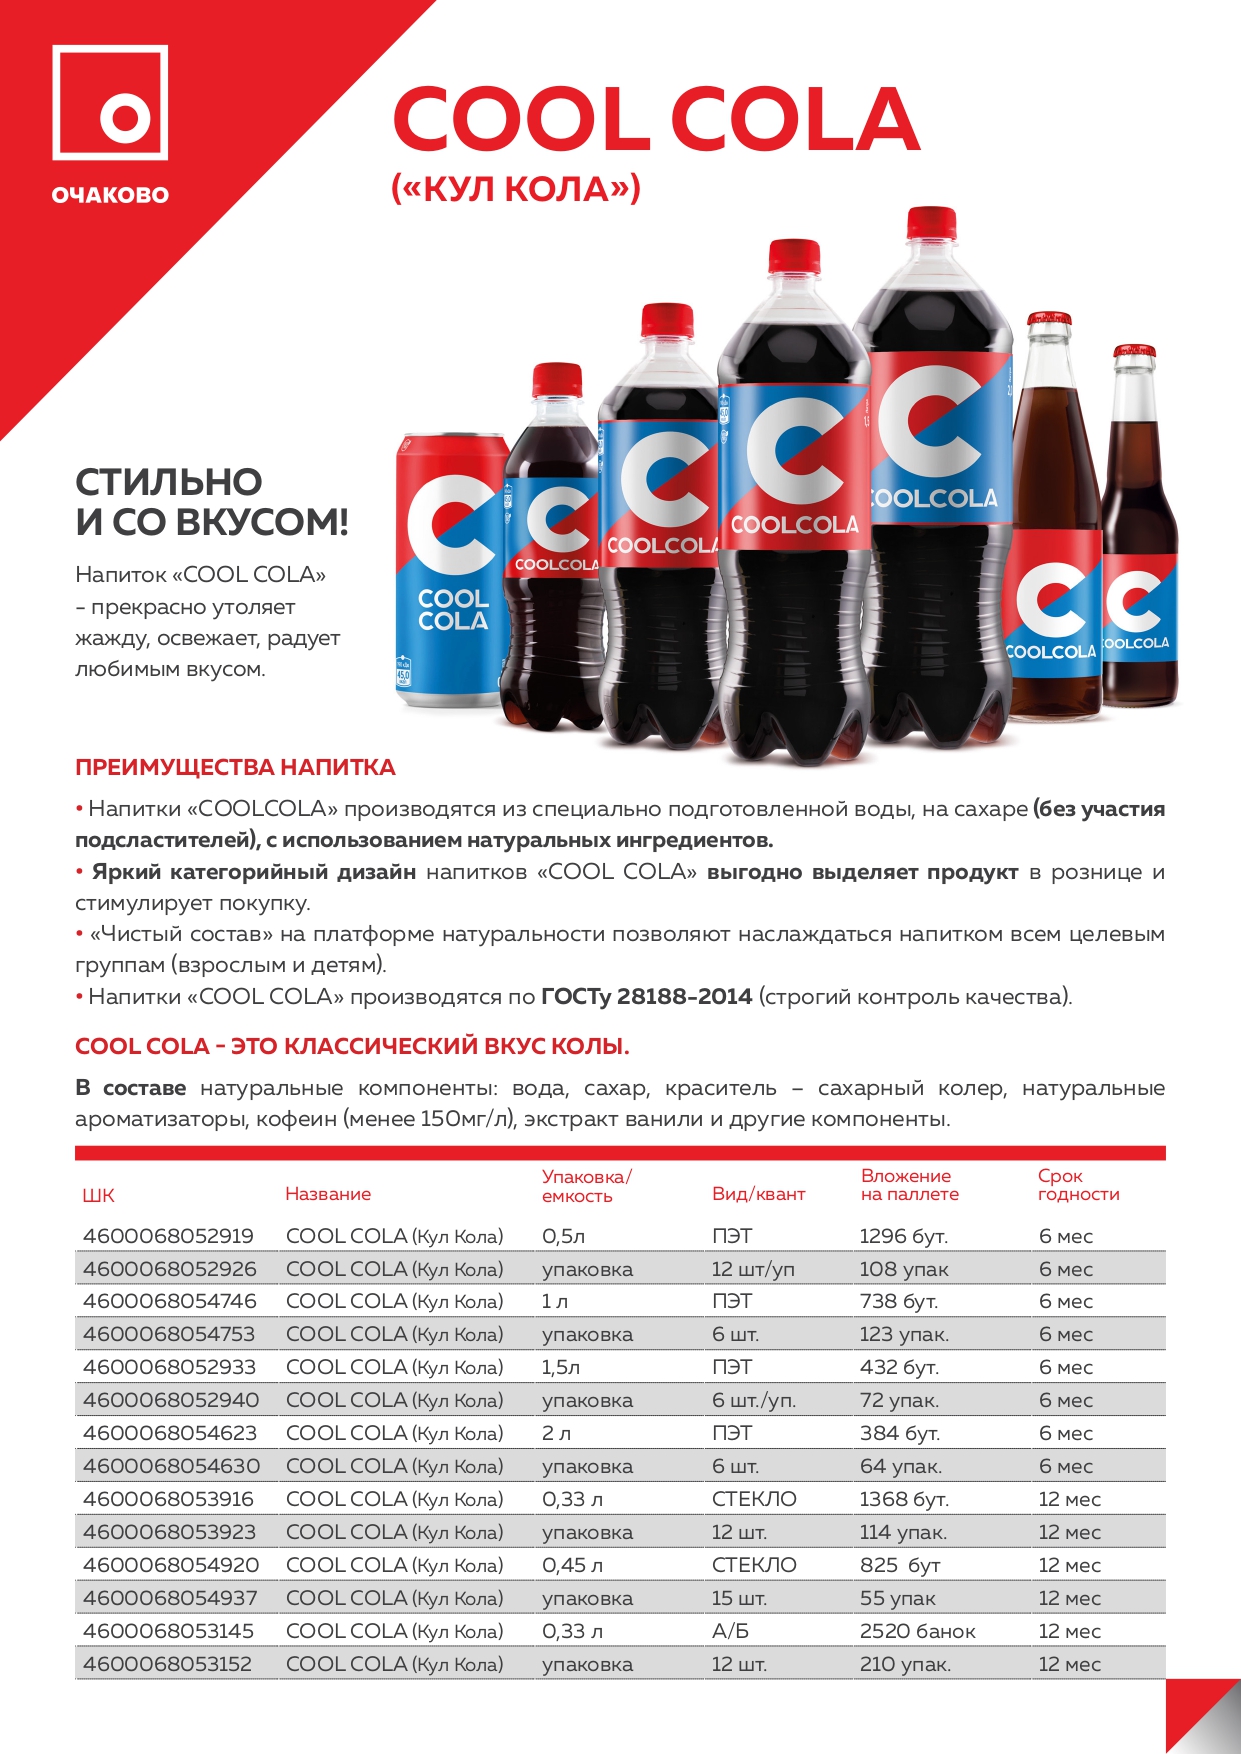 ОЧАКОВО
COOL COLA
(«КУЛ КОЛА»)
СТИЛЬНО
И СО ВКУСОМ!
Напиток «COOL COLA»
- прекрасно утоляет
жажду, освежает, радует
любимым вкусом.
COOL
COLA
45,0
COOLCOLA
COOLCOLA
COOLCOLA
COOLCOLA
COOLCOLA
COOLCOLA
ПРЕИМУЩЕСТВА НАПИТКА
• Напитки «COOLCOLA» производятся из специально подготовленной воды, на сахаре (без участия
подсластителей), с использованием натуральных ингредиентов.
• Яркий категорийный дизайн напитков «COOL COLA» выгодно выделяет продукт в рознице и
стимулирует покупку.
• «Чистый состав» на платформе натуральности позволяют наслаждаться напитком всем целевым
группам (взрослым и детям).
• Напитки «COOL COLA» производятся по ГОСТу 28188-2014 (строгий контроль качества).
COOL COLA - ЭТО КЛАССИЧЕСКИЙ ВКУС КОЛЫ.
В составе натуральные компоненты: вода, сахар, краситель – сахарный колер, натуральные
ароматизаторы, кофеин (менее 150мг/л), экстракт ванили и другие компоненты.
ШК Название Упаковка/ емкость Вид/квант Вложение на паллете Срок годности
4600068052919 COOL COLA (Кул Кола) 0,5л ПЭТ 1296 бут. 6 мес
4600068052926 COOL COLA (Кул Кола) упаковка 12 шт/уп 108 упак 6 мес
4600068054746 COOL COLA (Кул Кола) 1 л ПЭТ 738 бут. 6 мес
4600068054753 COOL COLA (Кул Кола) упаковка 6 шт. 123 упак. 6 мес
4600068052933 COOL COLA (Кул Кола) 1,5л ПЭТ 432 бут. 6 мес
4600068052940 COOL COLA (Кул Кола) упаковка 6 шт./уп. 72 упак. 6 мес
4600068054623 COOL COLA (Кул Кола) 2 л ПЭТ 384 бут. 6 мес
4600068054630 COOL COLA (Кул Кола) упаковка 6 шт. 64 упак. 6 мес
4600068053916 COOL COLA (Кул Кола) 0,33 л СТЕКЛО 1368 бут. 12 мес
4600068053923 COOL COLA (Кул Кола) упаковка 12 шт. 114 упак. 12 мес
4600068054920 COOL COLA (Кул Кола) 0,45 л СТЕКЛО 825 бут 12 мес
4600068054937 COOL COLA (Кул Кола) упаковка 15 шт. 55 упак 12 мес
4600068053145 COOL COLA (Кул Кола) 0,33 л А/Б 2520 банок 12 мес
4600068053152 COOL COLA (Кул Кола) упаковка 12 шт. 210 упак. 12 мес